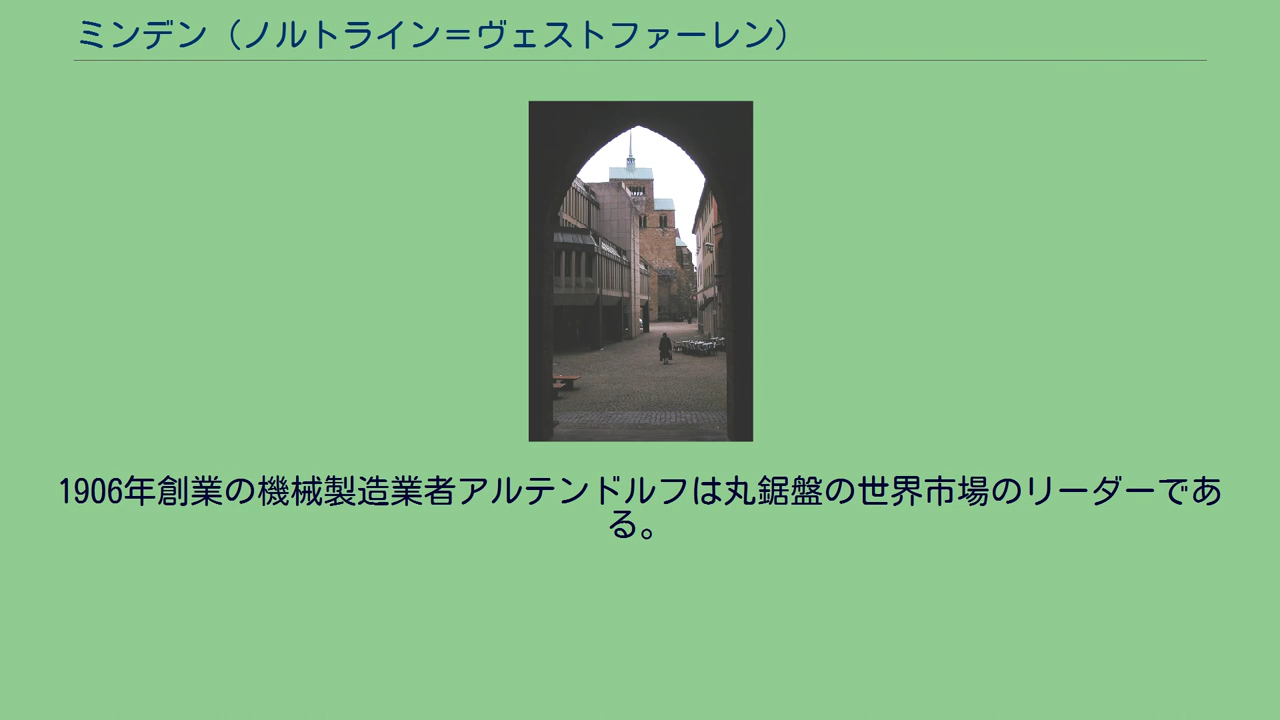 ミンデン（ノルトライン＝ヴェストファーレン）
1906年創業の機械製造業者アルテンドルフは丸鋸盤の世界市場のリーダーであ
る。